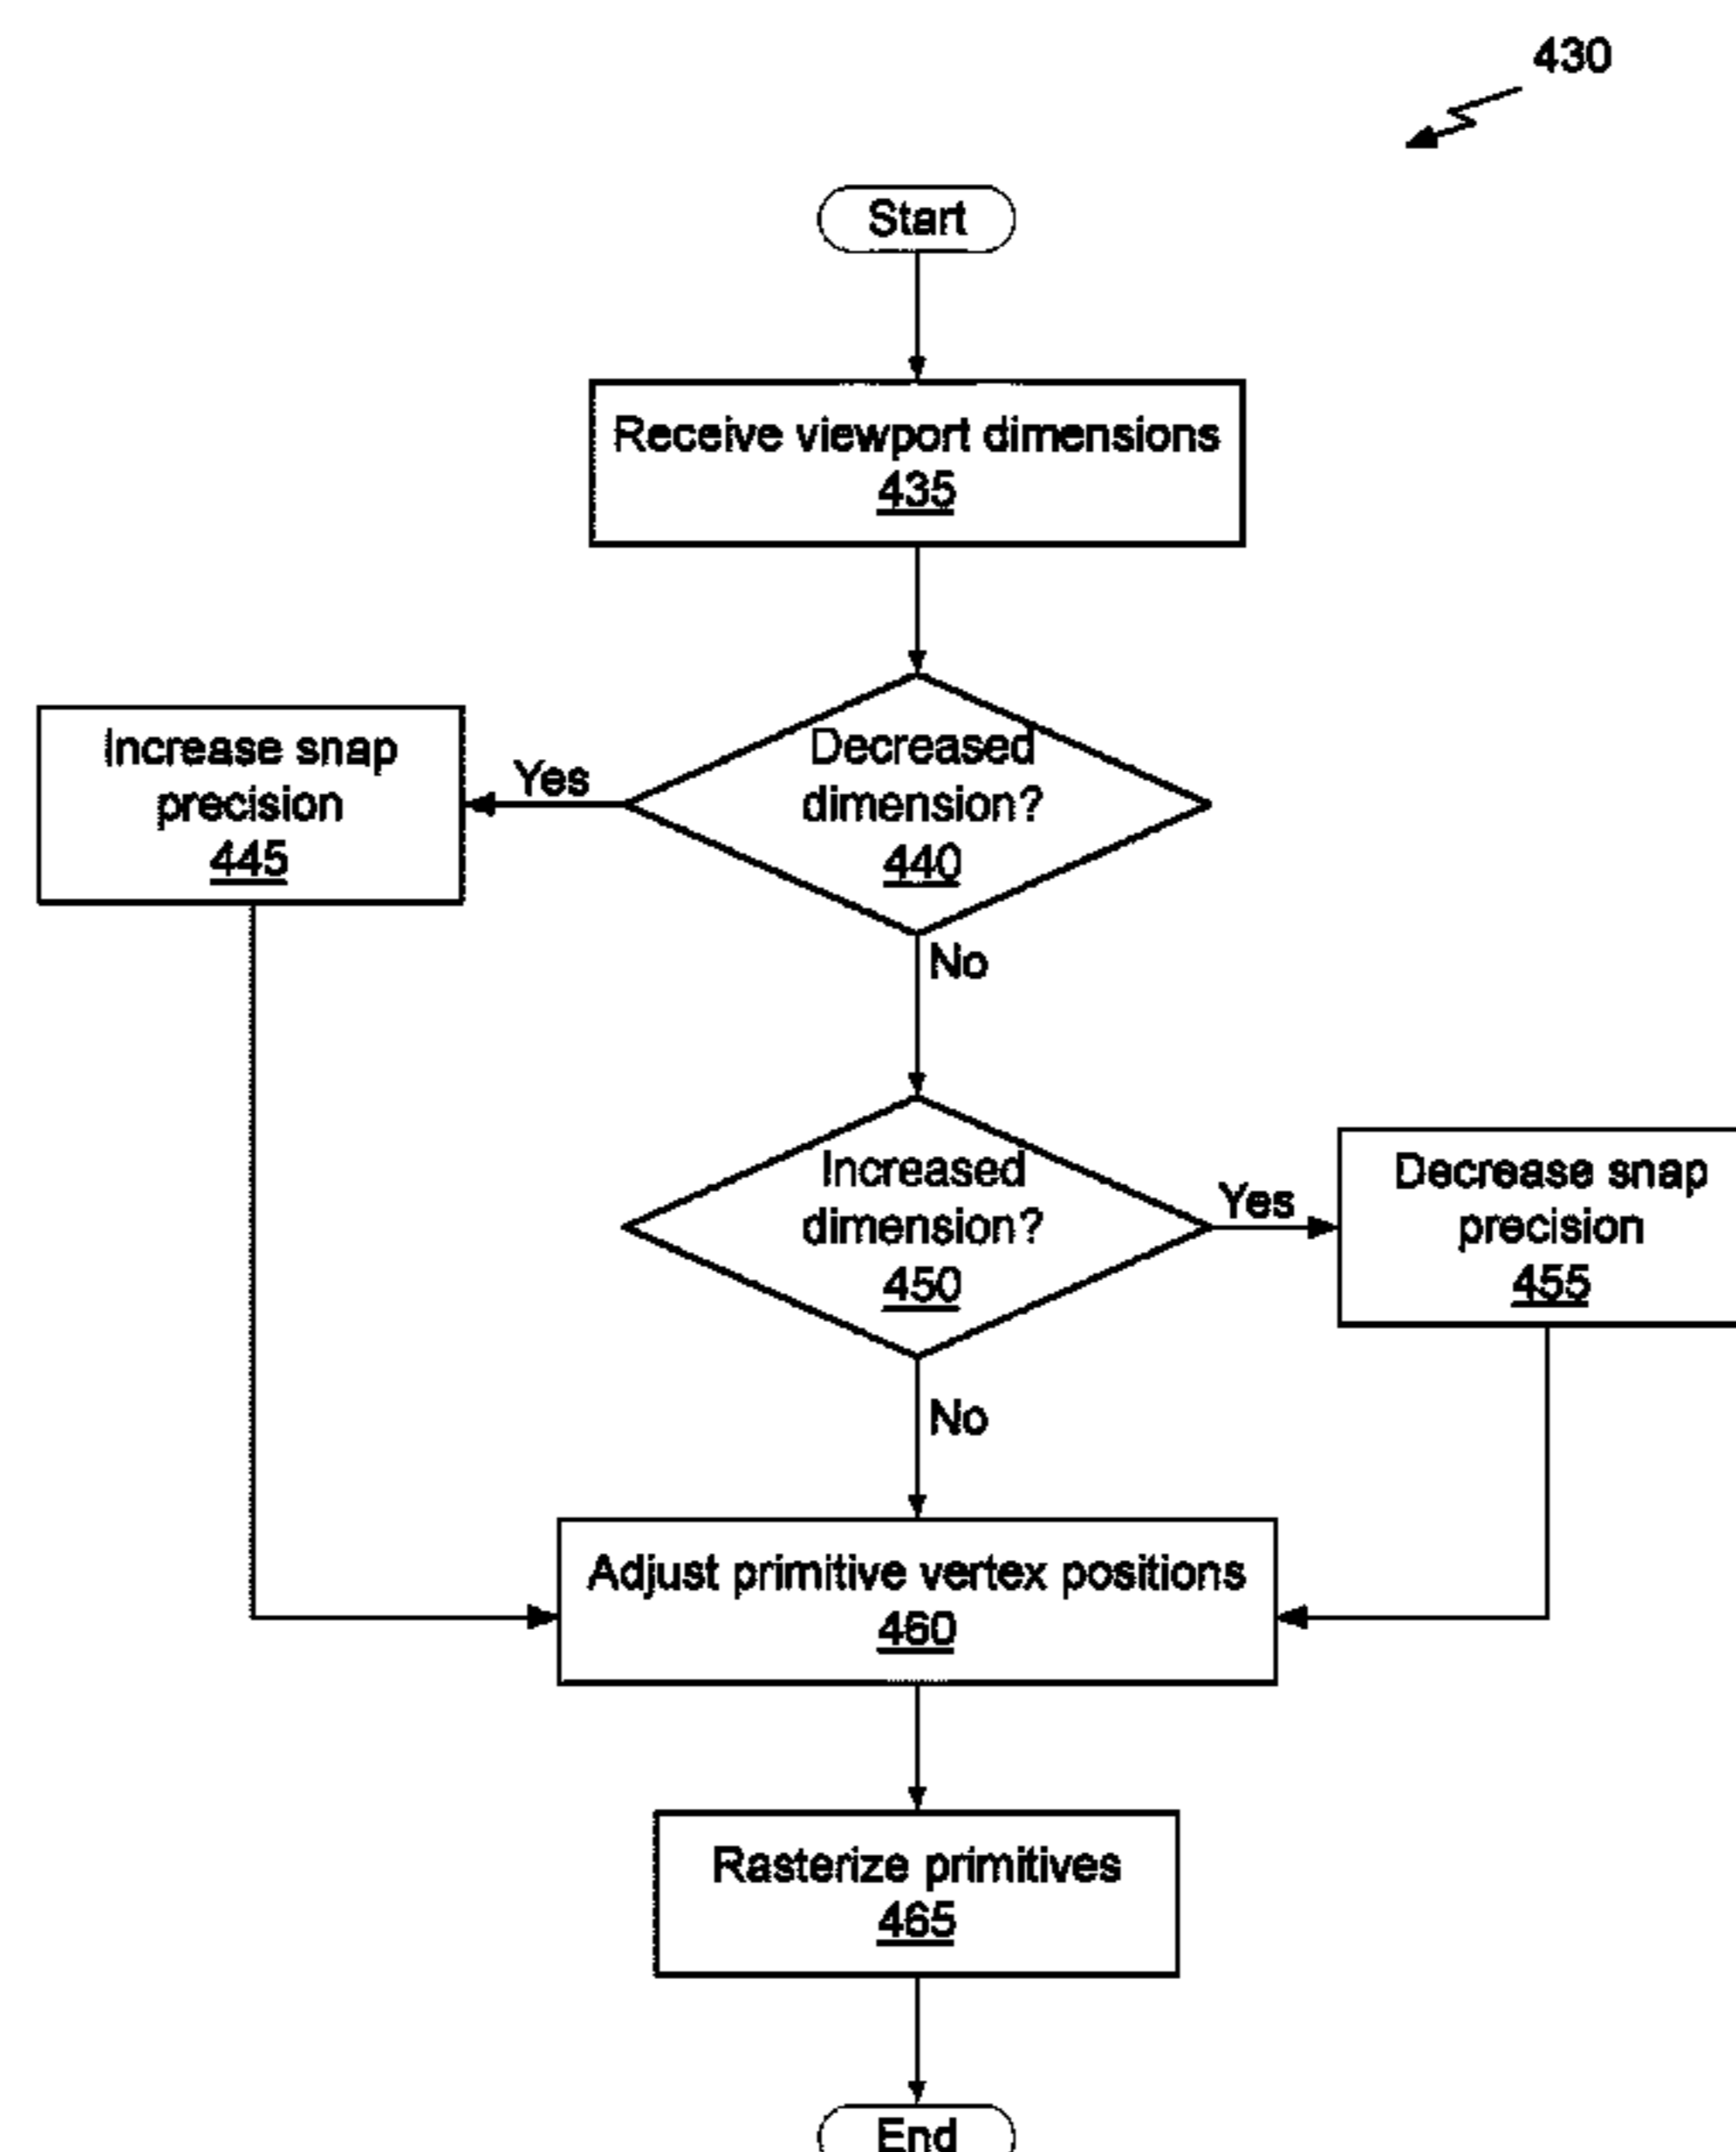 430
Start
Receive viewport dimensions
435
Decreased
dimension?
440
Yes
Increase snap
precision
445
No
Increased
dimension?
450
Yes
Decrease snap
precision
455
No
Adjust primitive vertex positions
460
Rasterize primitives
465
End